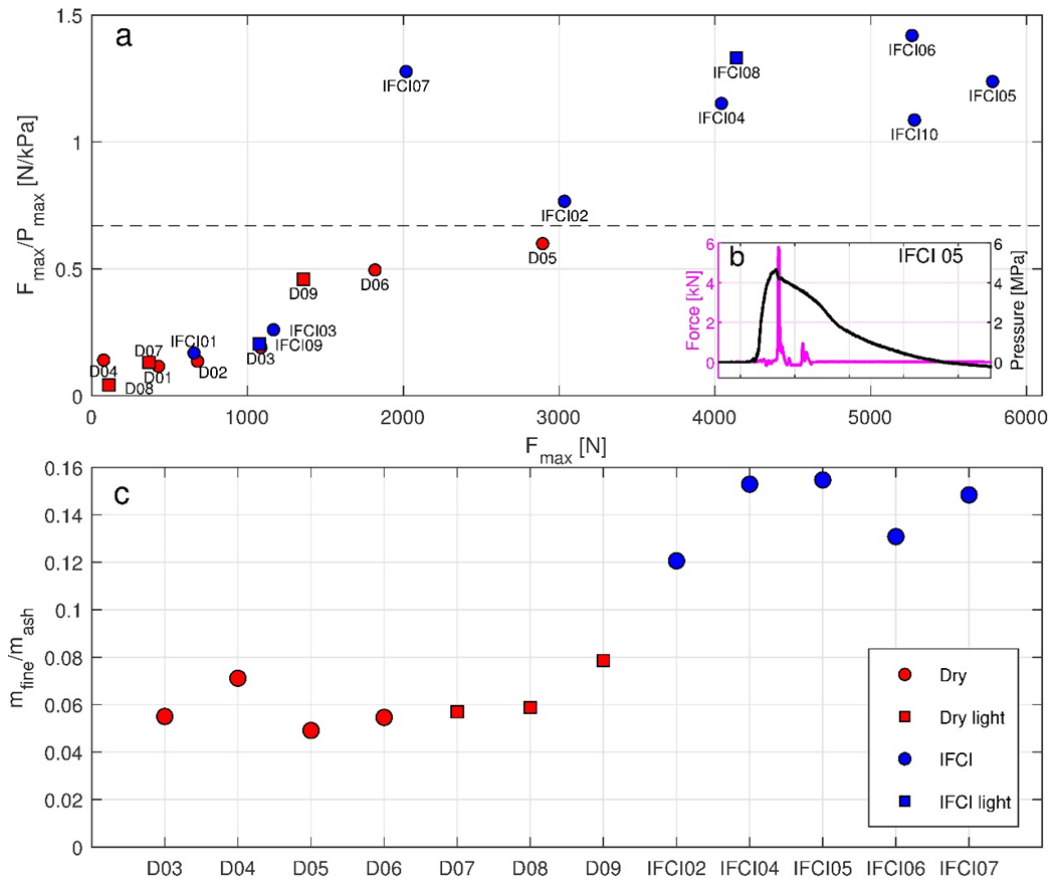 a
1.5
1
0.5
0
F_max/P_max [N/kPa]
IFCI07
IFCI08
IFCI04
IFCI06
IFCI05
IFCI10
IFCI02
D05
D06
D09
IFCI03
IFCI09
D03
IFCI01
D02
D07
D01
D04
D08
b
IFCI 05
6
4
2
0
Force [kN]
6
4
2
0
Pressure [MPa]
0 1000 2000 3000 4000 5000 6000
F_max [N]
c
0.16
0.14
0.12
0.1
0.08
0.06
0.04
0.02
0
m_fine/m_ash
Dry
Dry light
IFCI
IFCI light
D03 D04 D05 D06 D07 D08 D09 IFCI02 IFCI04 IFCI05 IFCI06 IFCI07